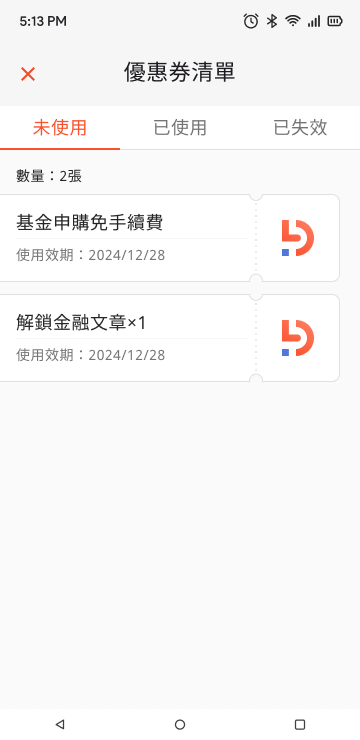 5:13 PM
優惠券清單
未使用
已使用
已失效
數量：2張
基金申購免手續費
使用效期：2024/12/28
解鎖金融文章×1
使用效期：2024/12/28